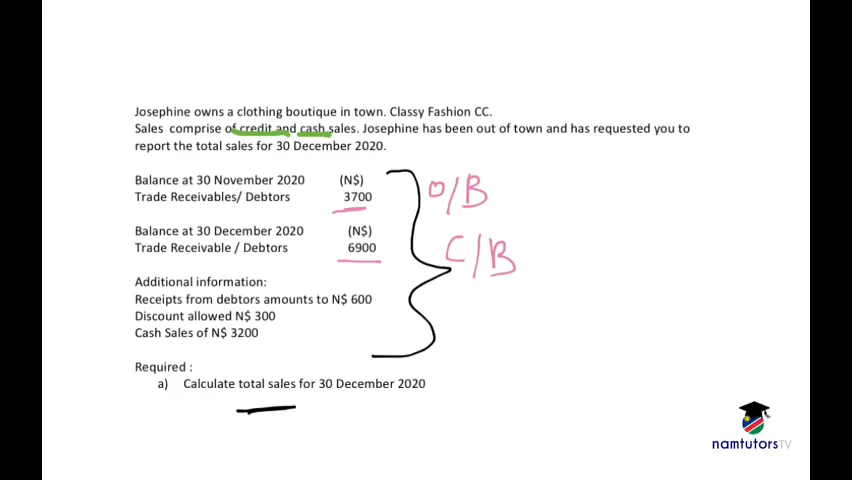 Josephine owns a clothing boutique in town. Classy Fashion CC.
Sales comprise of credit and cash sales. Josephine has been out of town and has requested you to
report the total sales for 30 December 2020.
Balance at 30 November 2020 (N$)
Trade Receivables/ Debtors 3700
O/B
Balance at 30 December 2020 (N$)
Trade Receivable / Debtors 6900
C/B
Additional information:
Receipts from debtors amounts to N$ 600
Discount allowed N$ 300
Cash Sales of N$ 3200
Required :
a) Calculate total sales for 30 December 2020
namtutorsTV